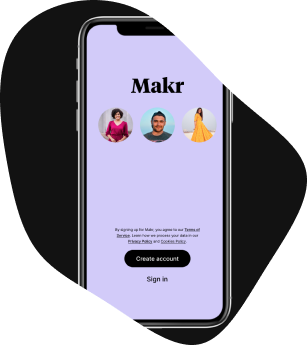 Makr
By signing up for Makr, you agree to our Terms of
Service. Learn how we process your data in our
Privacy Policy and Cookies Policy.
Create account
Sign in